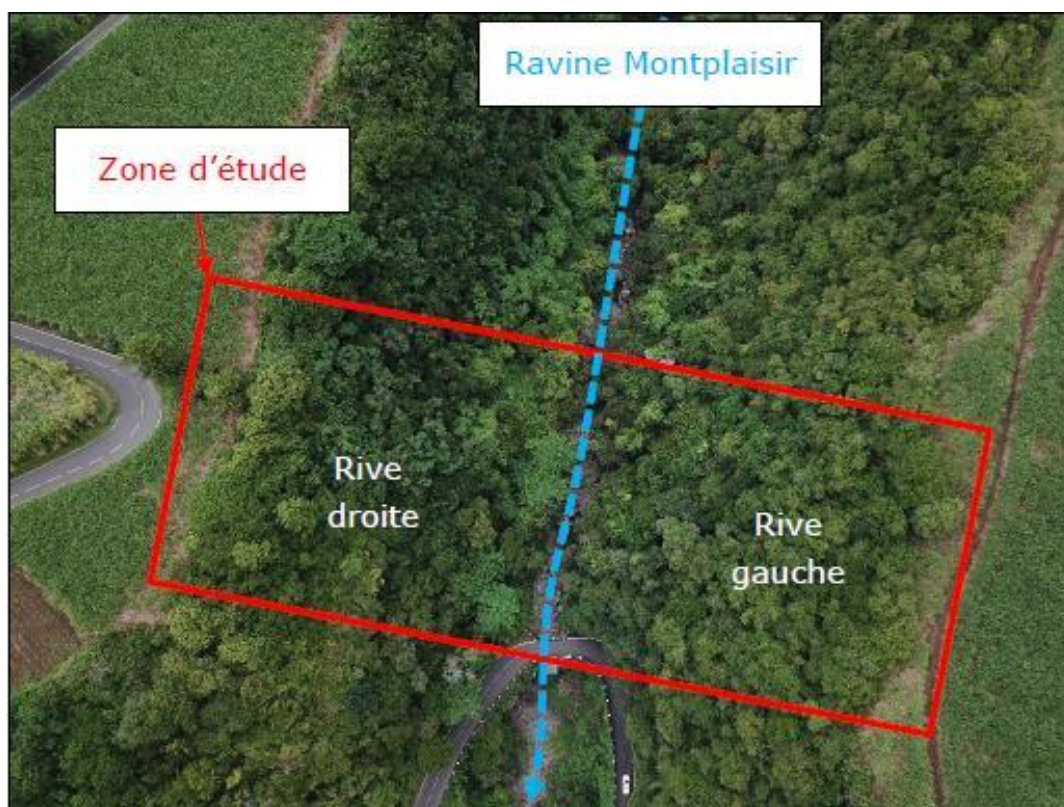 Ravine Montplaisir
Zone d'étude
Rive
droite
Rive
gauche